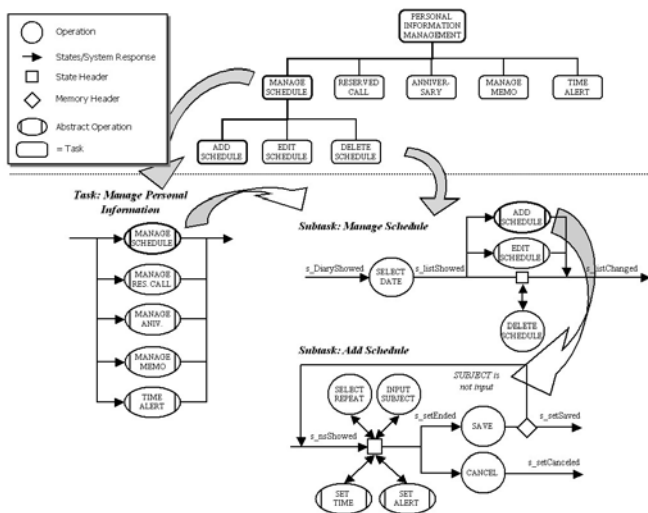 Operation
States/System Response
State Header
Memory Header
Abstract Operation
= Task
PERSONAL
INFORMATION
MANAGEMENT
MANAGE
SCHEDULE
RESERVED
CALL
ANNIVER-
SARY
MANAGE
MEMO
TIME
ALERT
ADD
SCHEDULE
EDIT
SCHEDULE
DELETE
SCHEDULE
Task: Manage Personal
Information
MANAGE
SCHEDULE
MANAGE
RES. CALL
MANAGE
ANIV.
MANAGE
MEMO
TIME
ALERT
Subtask: Manage Schedule
s_DiaryShowed
SELECT
DATE
s_listShowed
ADD
SCHEDULE
EDIT
SCHEDULE
s_listChanged
DELETE
SCHEDULE
Subtask: Add Schedule
SUBJECT is
not input
SELECT
REPEAT
INPUT
SUBJECT
s_nsShowed
s_setEnded
SAVE
s_setSaved
CANCEL
s_setCanceled
SET
TIME
SET
ALERT